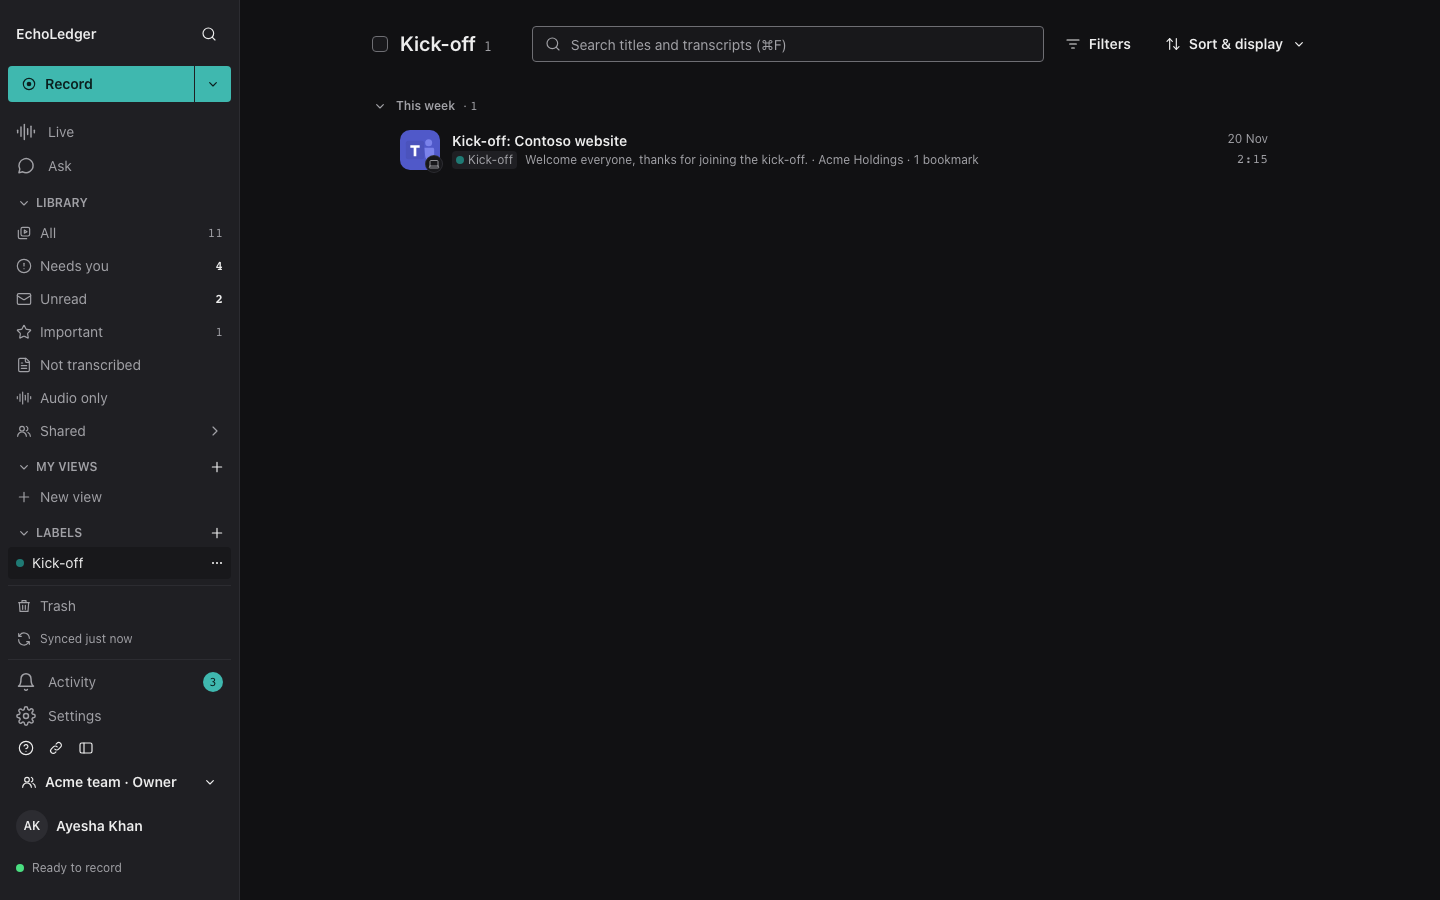 EchoLedger
Record
Live
Ask
LIBRARY
All 11
Needs you 4
Unread 2
Important 1
Not transcribed
Audio only
Shared
MY VIEWS
New view
LABELS
Kick-off
Trash
Synced just now
Activity 3
Settings
Acme team · Owner
AK Ayesha Khan
Ready to record
Kick-off 1
Search titles and transcripts (⌘F)
Filters
Sort & display
This week · 1
T
Kick-off: Contoso website
20 Nov
Kick-off Welcome everyone, thanks for joining the kick-off. · Acme Holdings · 1 bookmark
2:15